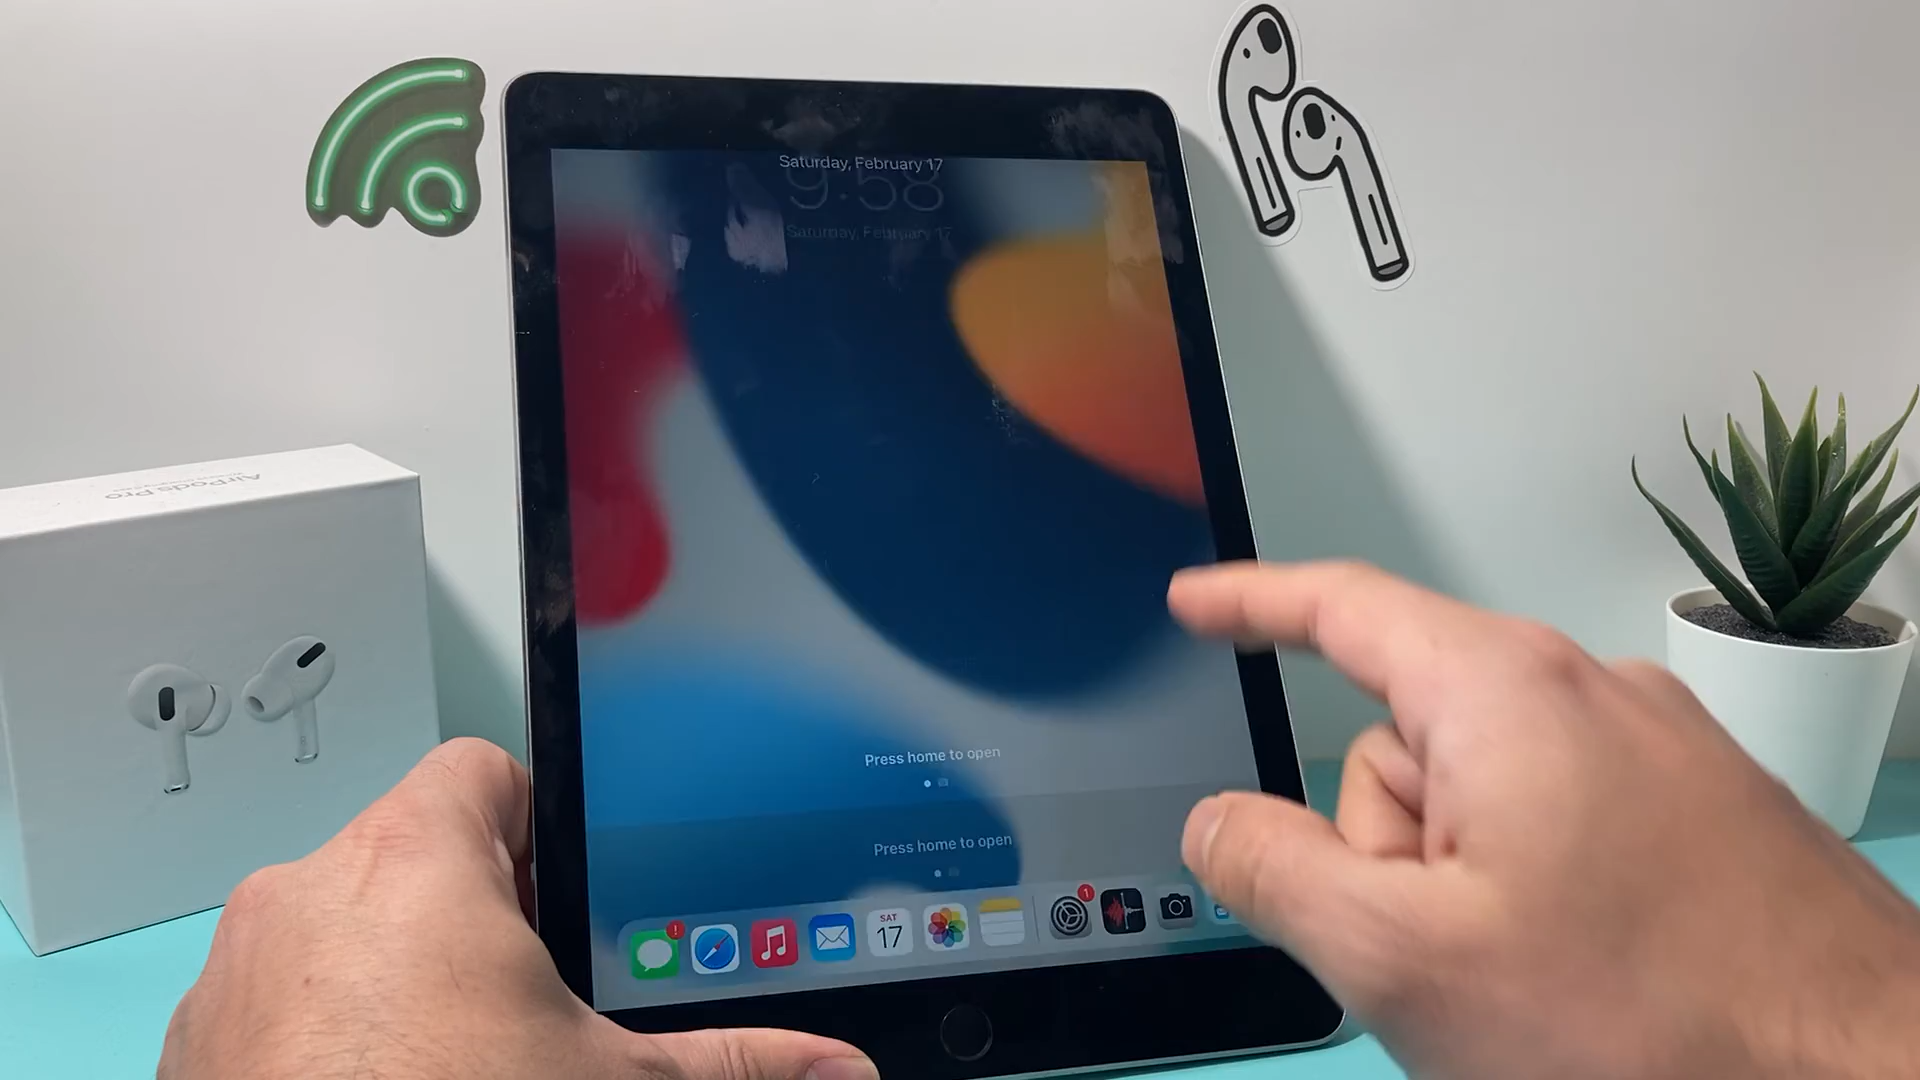 Saturday, February 17
9:58
Saturday, February 17
AirPods Pro
Press home to open
Press home to open
SAT
17
1
!